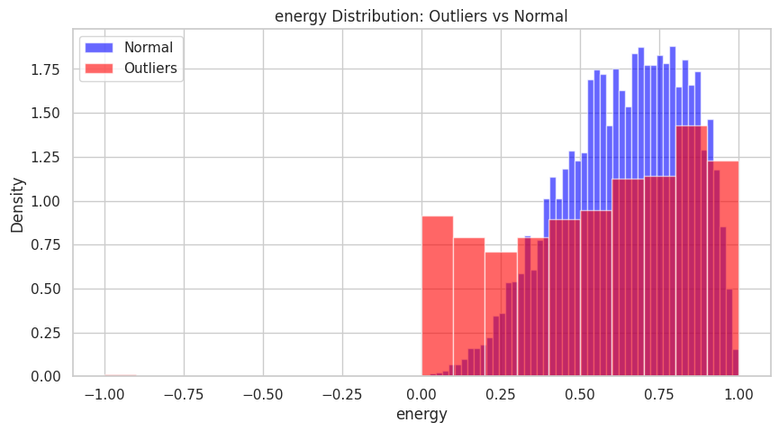 energy Distribution: Outliers vs Normal
Normal
Outliers
1.75
1.50
1.25
1.00
0.75
0.50
0.25
0.00
Density
−1.00 −0.75 −0.50 −0.25 0.00 0.25 0.50 0.75 1.00
energy